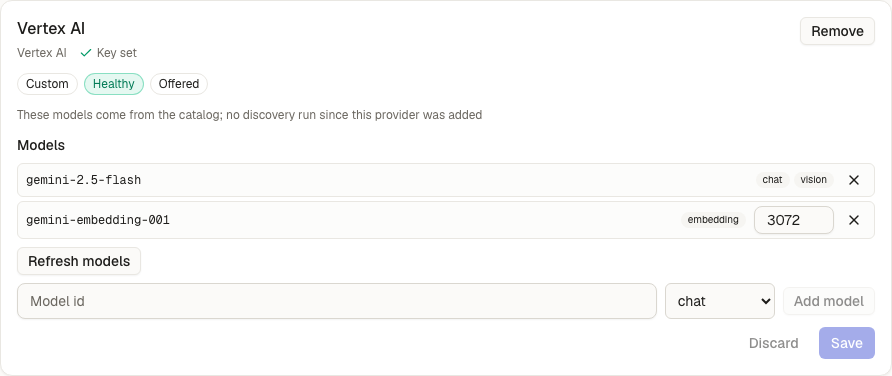 Vertex AI
Remove
Vertex AI ✓ Key set
Custom Healthy Offered
These models come from the catalog; no discovery run since this provider was added
Models
gemini-2.5-flash chat vision ×
gemini-embedding-001 embedding 3072 ×
Refresh models
Model id chat Add model
Discard Save